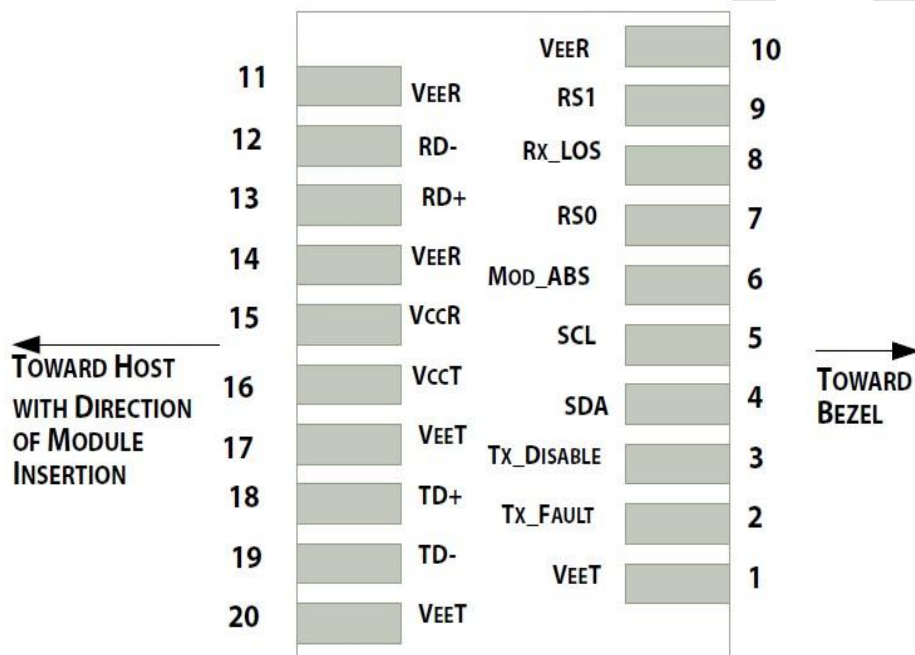 VEER 10
11 VEER
RS1 9
12 RD-
RX_LOS 8
13 RD+
RS0 7
14 VEER
MOD_ABS 6
15 VCCR
SCL 5
TOWARD HOST
WITH DIRECTION
OF MODULE
INSERTION
TOWARD
BEZEL
16 VCCT
SDA 4
17 VEET
TX_DISABLE 3
18 TD+
TX_FAULT 2
19 TD-
VEET 1
20 VEET